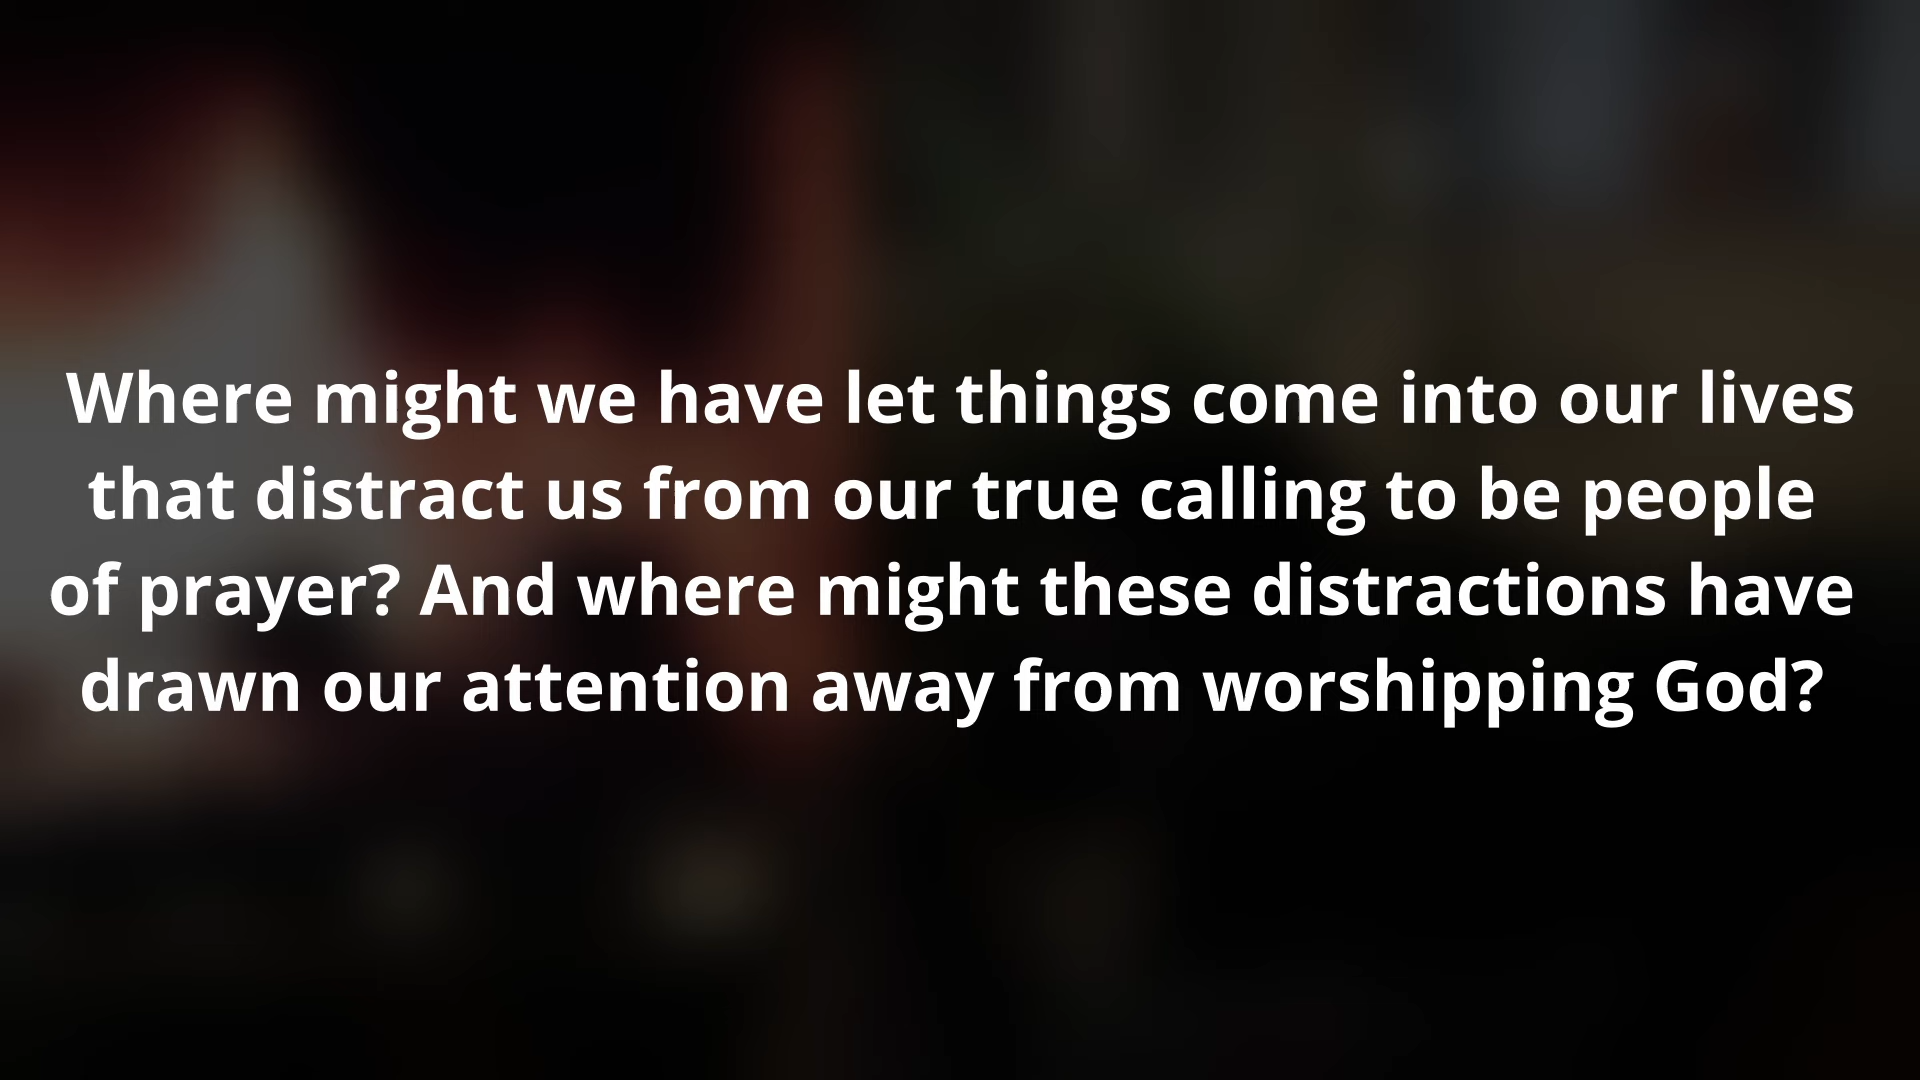 Where might we have let things come into our lives
that distract us from our true calling to be people
of prayer? And where might these distractions have
drawn our attention away from worshipping God?